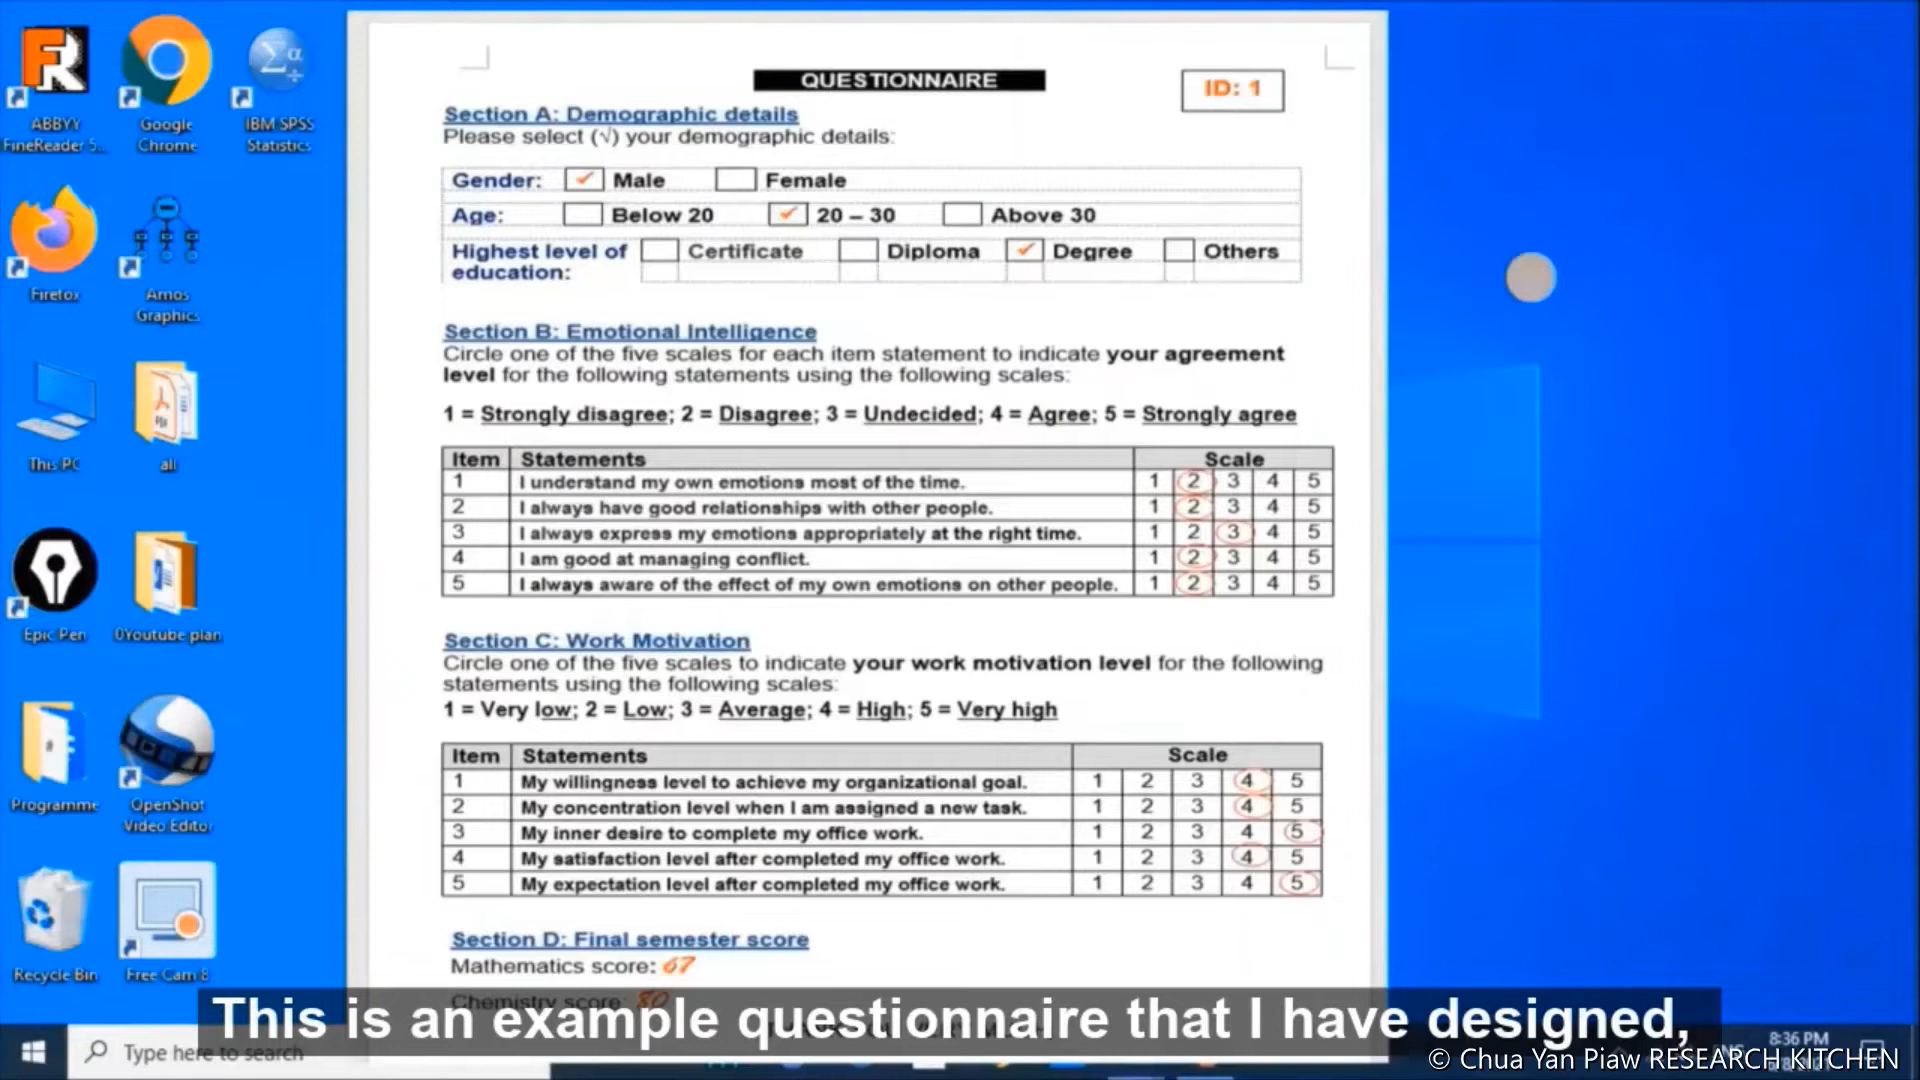 QUESTIONNAIRE
ID: 1
Section A: Demographic details
Please select (√) your demographic details:
Gender: ✓ Male Female
Age: Below 20 ✓ 20 – 30 Above 30
Highest level of education: Certificate Diploma ✓ Degree Others
Section B: Emotional Intelligence
Circle one of the five scales for each item statement to indicate your agreement
level for the following statements using the following scales:
1 = Strongly disagree; 2 = Disagree; 3 = Undecided; 4 = Agree; 5 = Strongly agree
Item Statements Scale
1 I understand my own emotions most of the time. 1 2 3 4 5
2 I always have good relationships with other people. 1 2 3 4 5
3 I always express my emotions appropriately at the right time. 1 2 3 4 5
4 I am good at managing conflict. 1 2 3 4 5
5 I always aware of the effect of my own emotions on other people. 1 2 3 4 5
Section C: Work Motivation
Circle one of the five scales to indicate your work motivation level for the following
statements using the following scales:
1 = Very low; 2 = Low; 3 = Average; 4 = High; 5 = Very high
Item Statements Scale
1 My willingness level to achieve my organizational goal. 1 2 3 4 5
2 My concentration level when I am assigned a new task. 1 2 3 4 5
3 My inner desire to complete my office work. 1 2 3 4 5
4 My satisfaction level after completed my office work. 1 2 3 4 5
5 My expectation level after completed my office work. 1 2 3 4 5
Section D: Final semester score
Mathematics score: 67
Chemistry score: 80
This is an example questionnaire that I have designed,
ABBYY
FineReader 5...
Google
Chrome
IBM SPSS
Statistics
Firefox
Amos
Graphics
This PC
all
Epic Pen
0Youtube plan
Programme
OpenShot
Video Editor
Recycle Bin
Free Cam 8
Type here to search
8:36 PM
© Chua Yan Piaw RESEARCH KITCHEN